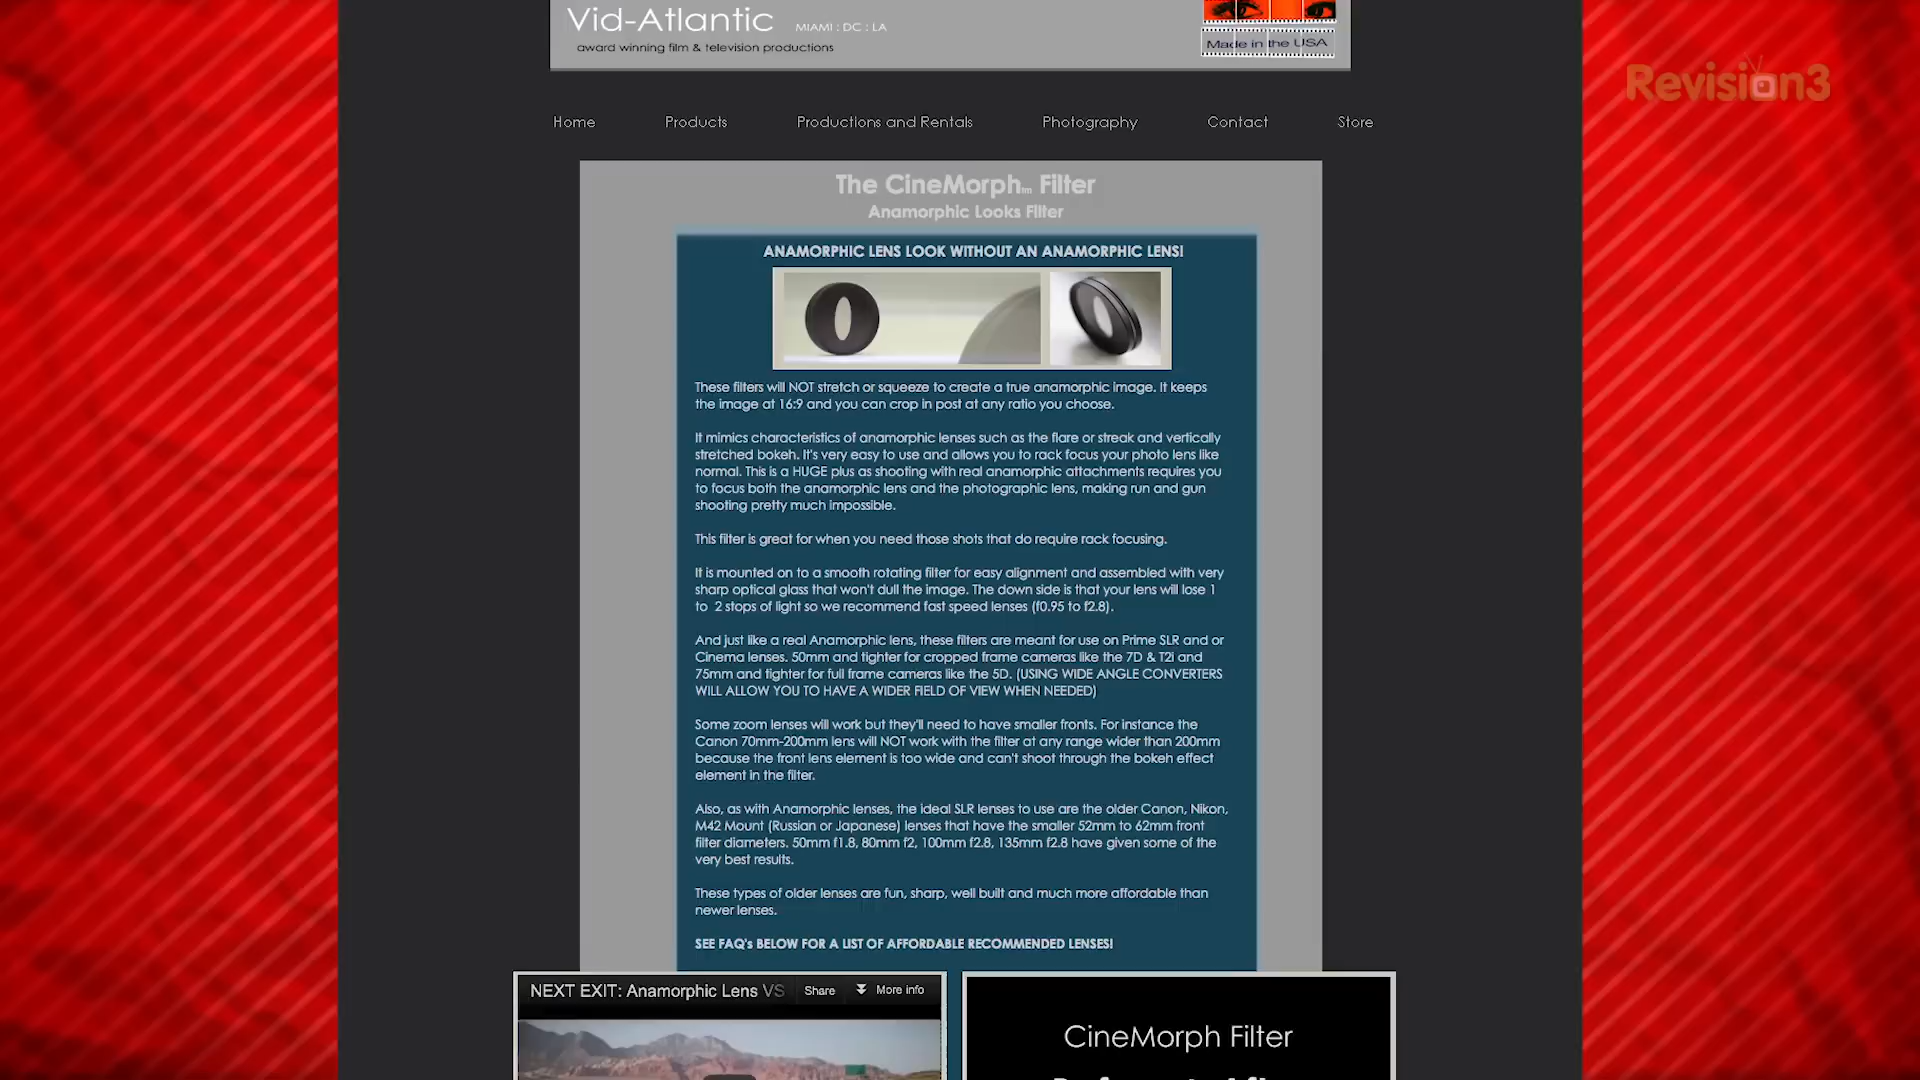 Vid-Atlantic MIAMI : DC : LA
award winning film & television productions
Made in the USA
Revision3
Home Products Productions and Rentals Photography Contact Store
The CineMorph™ Filter
Anamorphic Looks Filter
ANAMORPHIC LENS LOOK WITHOUT AN ANAMORPHIC LENS!
These filters will NOT stretch or squeeze to create a true anamorphic image. It keeps
the image at 16:9 and you can crop in post at any ratio you choose.
It mimics characteristics of anamorphic lenses such as the flare or streak and vertically
stretched bokeh. It's very easy to use and allows you to rack focus your photo lens like
normal. This is a HUGE plus as shooting with real anamorphic attachments requires you
to focus both the anamorphic lens and the photographic lens, making run and gun
shooting pretty much impossible.
This filter is great for when you need those shots that do require rack focusing.
It is mounted on to a smooth rotating filter for easy alignment and assembled with very
sharp optical glass that won't dull the image. The down side is that your lens will lose 1
to 2 stops of light so we recommend fast speed lenses (f0.95 to f2.8).
And just like a real Anamorphic lens, these filters are meant for use on Prime SLR and or
Cinema lenses. 50mm and tighter for cropped frame cameras like the 7D & T2i and
75mm and tighter for full frame cameras like the 5D. (USING WIDE ANGLE CONVERTERS
WILL ALLOW YOU TO HAVE A WIDER FIELD OF VIEW WHEN NEEDED)
Some zoom lenses will work but they'll need to have smaller fronts. For instance the
Canon 70mm-200mm lens will NOT work with the filter at any range wider than 200mm
because the front lens element is too wide and can't shoot through the bokeh effect
element in the filter.
Also, as with Anamorphic lenses, the ideal SLR lenses to use are the older Canon, Nikon,
M42 Mount (Russian or Japanese) lenses that have the smaller 52mm to 62mm front
filter diameters. 50mm f1.8, 80mm f2, 100mm f2.8, 135mm f2.8 have given some of the
very best results.
These types of older lenses are fun, sharp, well built and much more affordable than
newer lenses.
SEE FAQ's BELOW FOR A LIST OF AFFORDABLE RECOMMENDED LENSES!
NEXT EXIT: Anamorphic Lens VS Share More info
CineMorph Filter